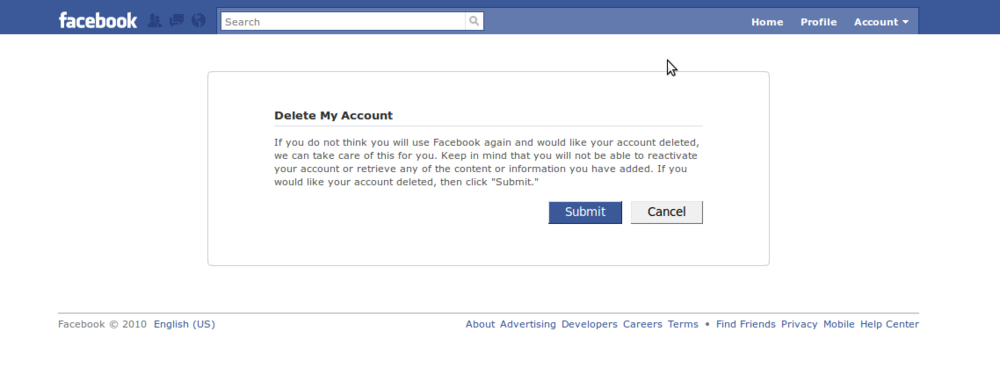 facebook Search Home Profile Account
Delete My Account
If you do not think you will use Facebook again and would like your account deleted,
we can take care of this for you. Keep in mind that you will not be able to reactivate
your account or retrieve any of the content or information you have added. If you
would like your account deleted, then click "Submit."
Submit Cancel
Facebook © 2010 English (US) About Advertising Developers Careers Terms • Find Friends Privacy Mobile Help Center